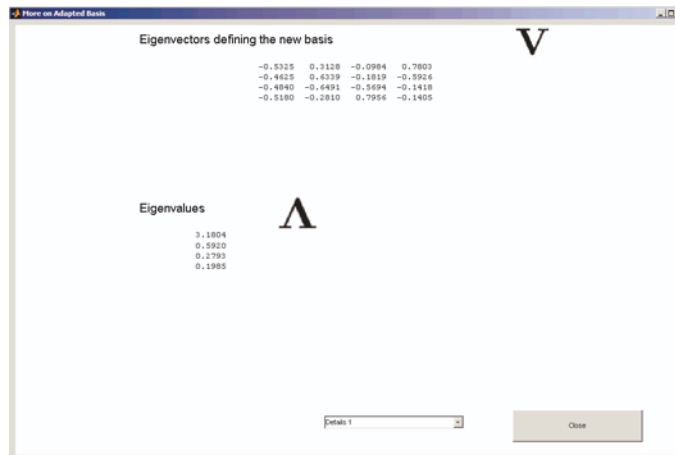 More on Adapted Basis
Eigenvectors defining the new basis
V
-0.5325 0.3128 -0.0984 0.7803
-0.4625 0.6339 -0.1819 -0.5926
-0.4840 -0.6491 -0.5694 -0.1418
-0.5180 -0.2810 0.7956 -0.1405
Eigenvalues
Λ
3.1804
0.5920
0.2793
0.1985
Details 1
Close